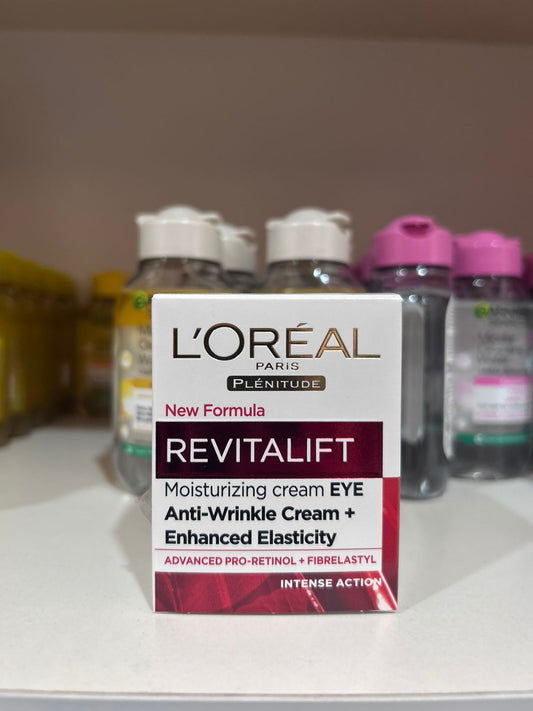 L'ORÉAL
PARIS
PLÉNITUDE
New Formula
REVITALIFT
Moisturizing cream EYE
Anti-Wrinkle Cream +
Enhanced Elasticity
ADVANCED PRO-RETINOL + FIBRELASTYL
INTENSE ACTION